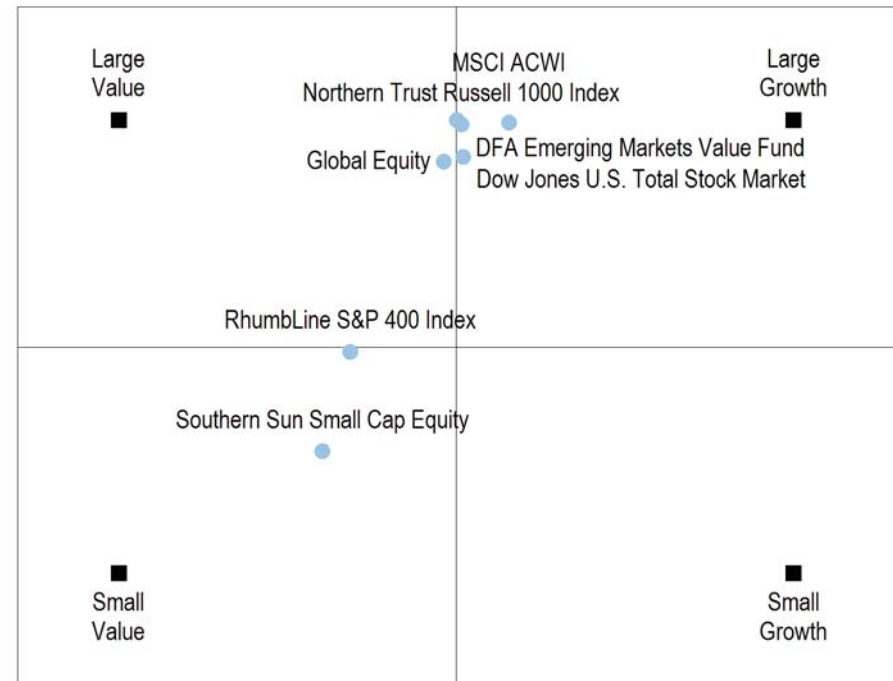 Large
Value
MSCI ACWI
Northern Trust Russell 1000 Index
Large
Growth
Global Equity
DFA Emerging Markets Value Fund
Dow Jones U.S. Total Stock Market
RhumbLine S&P 400 Index
Southern Sun Small Cap Equity
Small
Value
Small
Growth